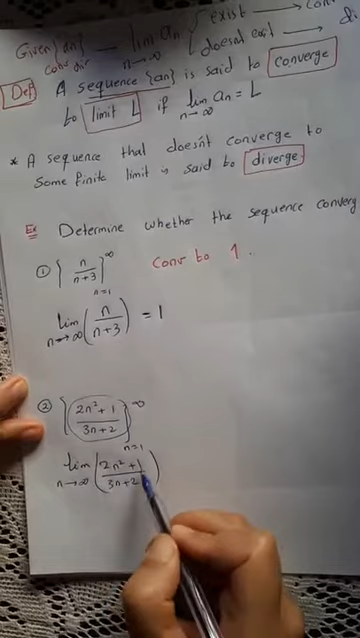 Given {an} — lim an exist → con
conv div n→∞ doesnt exist → di
Def A sequence {an} is said to converge
to limit L if lim an = L
n→∞
* A sequence that doesn't converge to
Some finite limit is said to diverge
Ex Determine whether the sequence converg
① { n / n+3 }^∞ n=1 Conv to 1.
lim n→∞ ( n / n+3 ) = 1
② { 2n² + 1 / 3n + 2 }^∞ n=1
lim n→∞ ( 2n² + 1 / 3n + 2 )